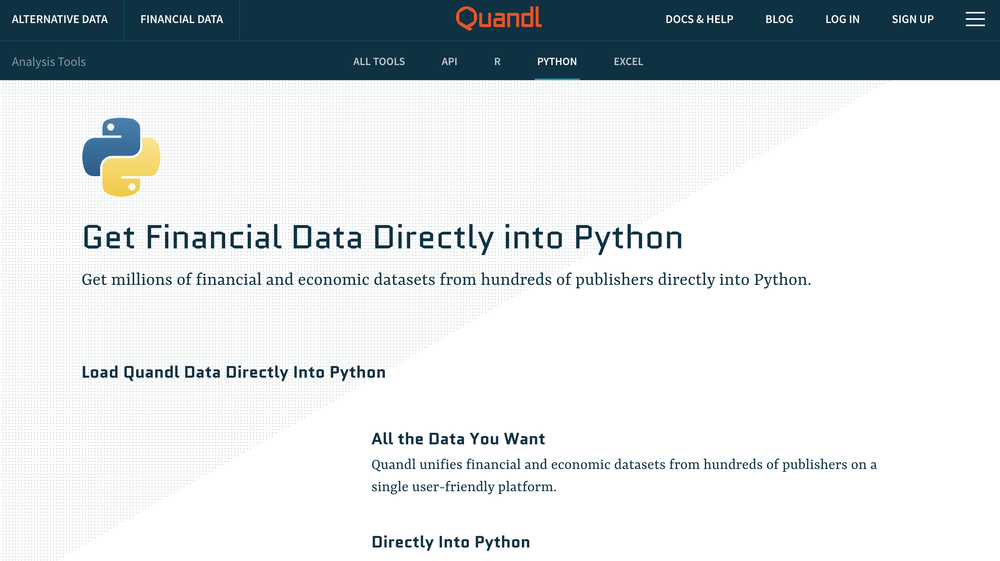 ALTERNATIVE DATA
FINANCIAL DATA
Quandl
DOCS & HELP
BLOG
LOG IN
SIGN UP
Analysis Tools
ALL TOOLS
API
R
PYTHON
EXCEL
Get Financial Data Directly into Python
Get millions of financial and economic datasets from hundreds of publishers directly into Python.
Load Quandl Data Directly Into Python
All the Data You Want
Quandl unifies financial and economic datasets from hundreds of publishers on a
single user-friendly platform.
Directly Into Python